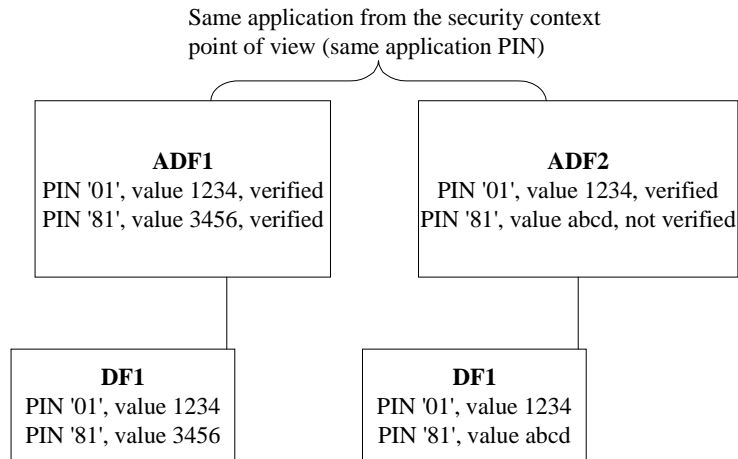 Same application from the security context
point of view (same application PIN)
ADF1
PIN '01', value 1234, verified
PIN '81', value 3456, verified
ADF2
PIN '01', value 1234, verified
PIN '81', value abcd, not verified
DF1
PIN '01', value 1234
PIN '81', value 3456
DF1
PIN '01', value 1234
PIN '81', value abcd